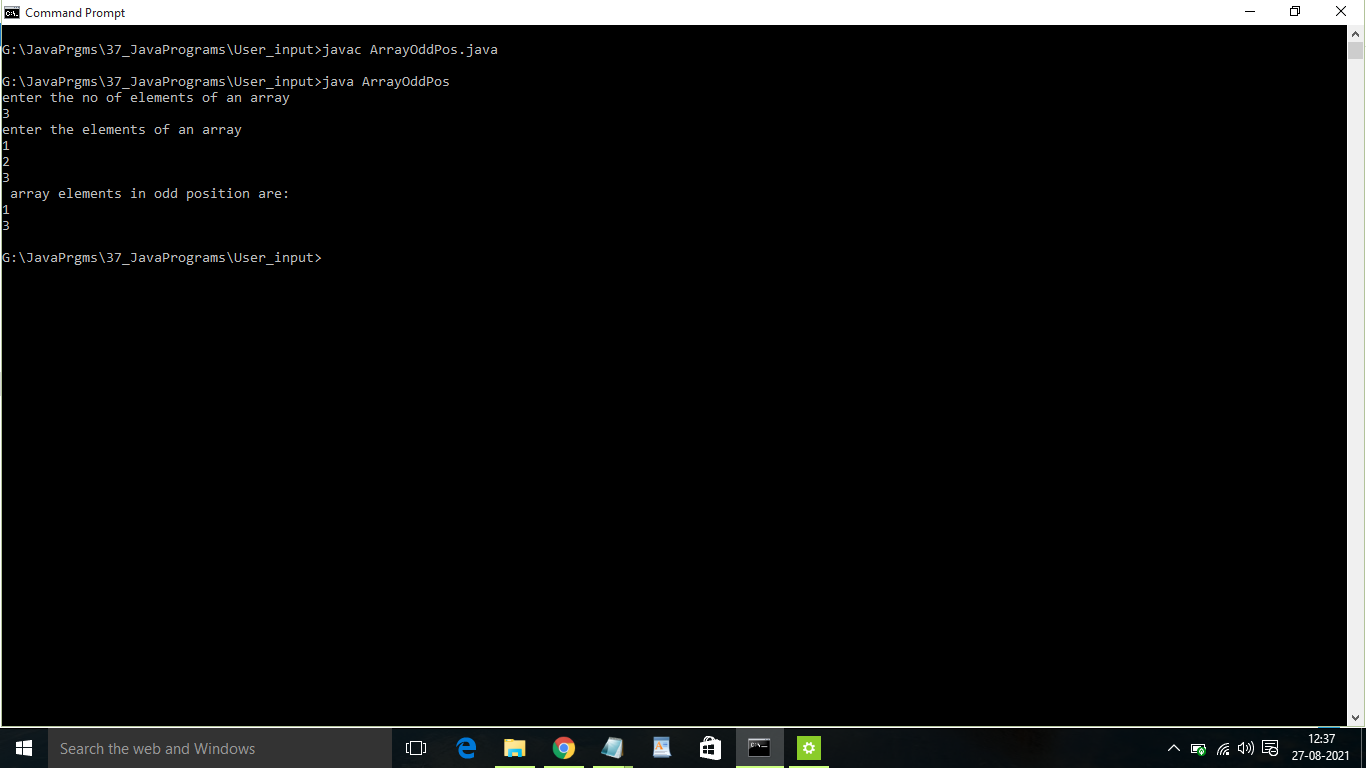 Command Prompt
G:\JavaPrgms\37_JavaPrograms\User_input>javac ArrayOddPos.java
G:\JavaPrgms\37_JavaPrograms\User_input>java ArrayOddPos
enter the no of elements of an array
3
enter the elements of an array
1
2
3
array elements in odd position are:
1
3
G:\JavaPrgms\37_JavaPrograms\User_input>
Search the web and Windows
12:37
27-08-2021